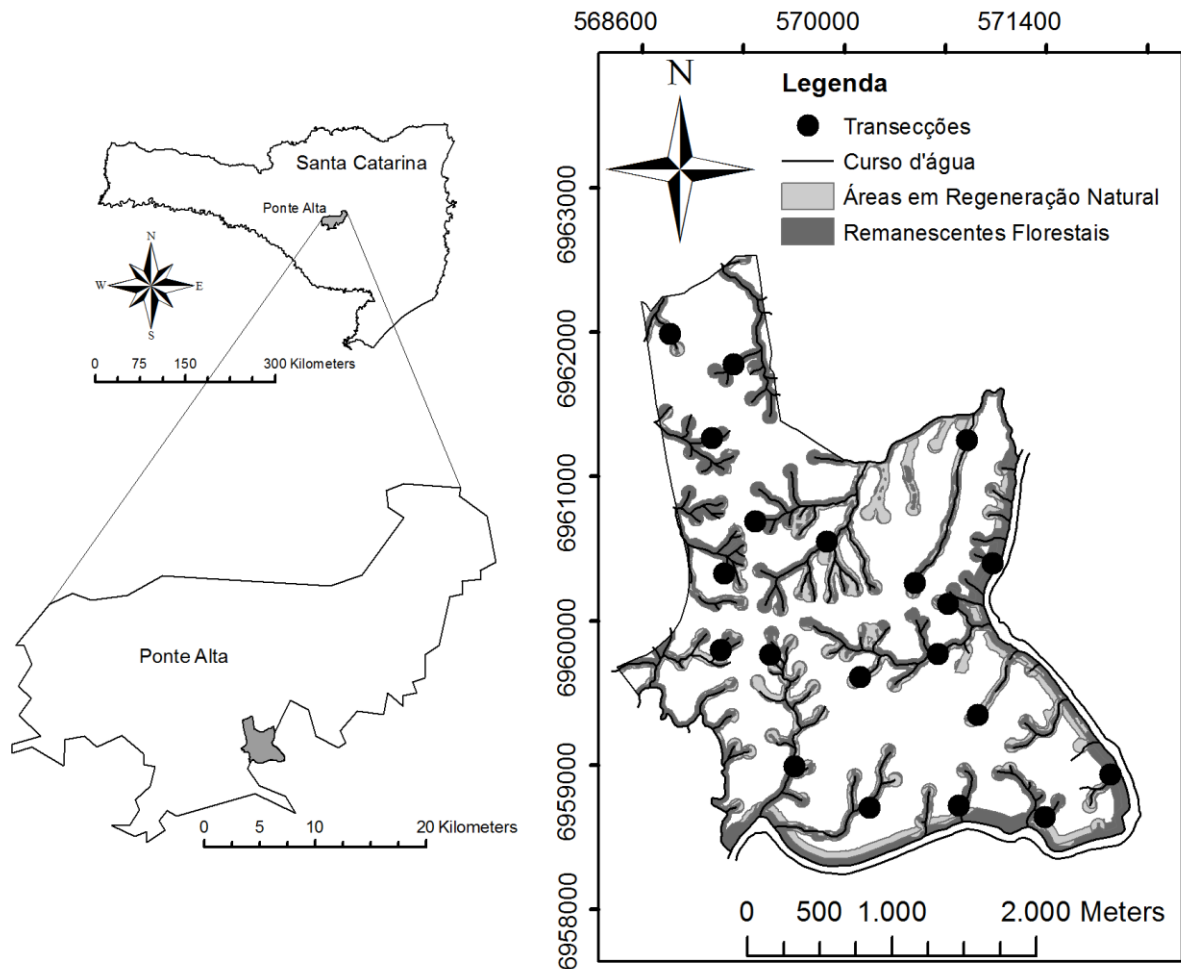 Santa Catarina
Ponte Alta
N
W E
S
0 75 150 300 Kilometers
Ponte Alta
0 5 10 20 Kilometers
568600 570000 571400
N
Legenda
Transecções
Curso d'água
Áreas em Regeneração Natural
Remanescentes Florestais
6963000
6962000
6961000
6960000
6959000
6958000
0 500 1.000 2.000 Meters